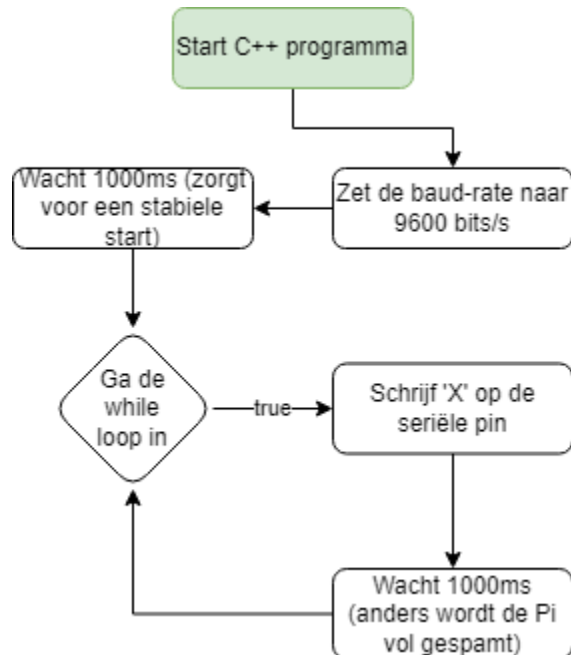 Start C++ programma
Zet de baud-rate naar
9600 bits/s
Wacht 1000ms (zorgt
voor een stabiele
start)
Ga de
while
loop in
true
Schrijf 'X' op de
seriële pin
Wacht 1000ms
(anders wordt de Pi
vol gespamt)